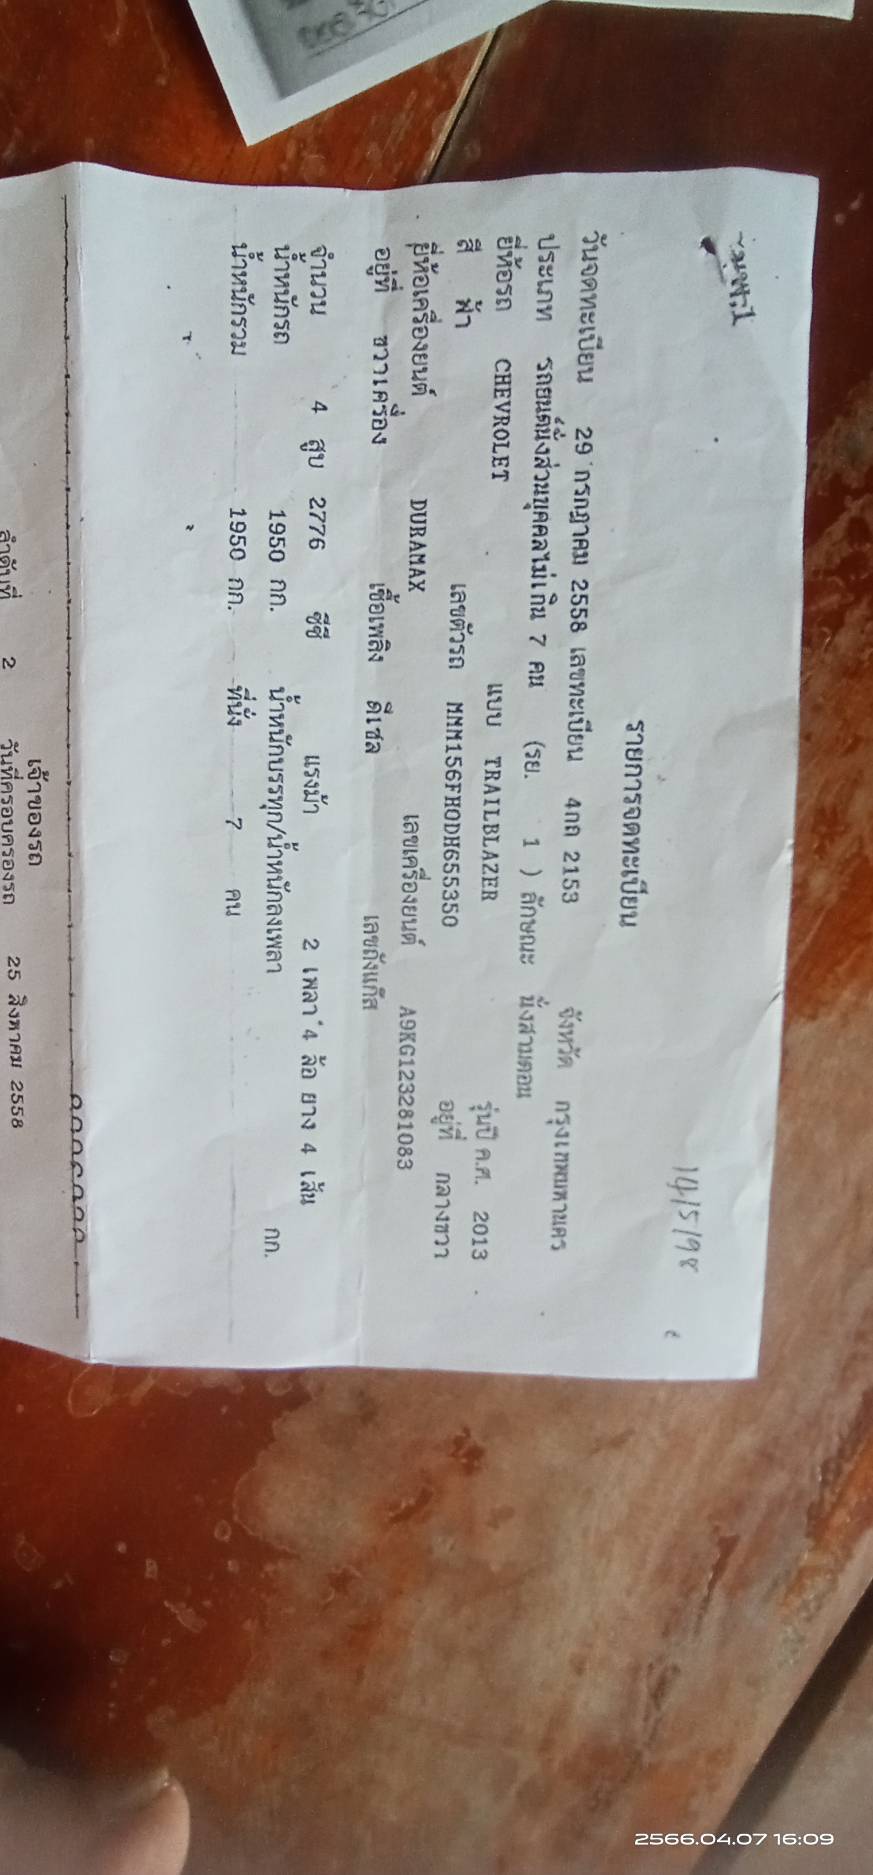 14/5/98
รายการจดทะเบียน
วันจดทะเบียน 29 กรกฎาคม 2558 เลขทะเบียน 4กถ 2153 จังหวัด กรุงเทพมหานคร
ประเภท รถยนต์นั่งส่วนบุคคลไม่เกิน 7 คน (รย. 1 ) ลักษณะ นั่งสามตอน
ยี่ห้อรถ CHEVROLET แบบ TRAILBLAZER รุ่นปี ค.ศ. 2013
สี ฟ้า เลขตัวรถ MMM156FH0DH655350 อยู่ที่ กลางขวา
ยี่ห้อเครื่องยนต์ DURAMAX เลขเครื่องยนต์ A9KG123281083
อยู่ที่ ขวาเครื่อง เชื้อเพลิง ดีเซล เลขถังแก๊ส
จำนวน 4 สูบ 2776 ซีซี แรงม้า 2 เพลา 4 ล้อ ยาง 4 เส้น
น้ำหนักรถ 1950 กก. น้ำหนักบรรทุก/น้ำหนักลงเพลา กก.
น้ำหนักรวม 1950 กก. ที่นั่ง 7 คน
เจ้าของรถ
ลำดับที่ 2 วันที่ครอบครองรถ 25 สิงหาคม 2558
2566.04.07 16:09